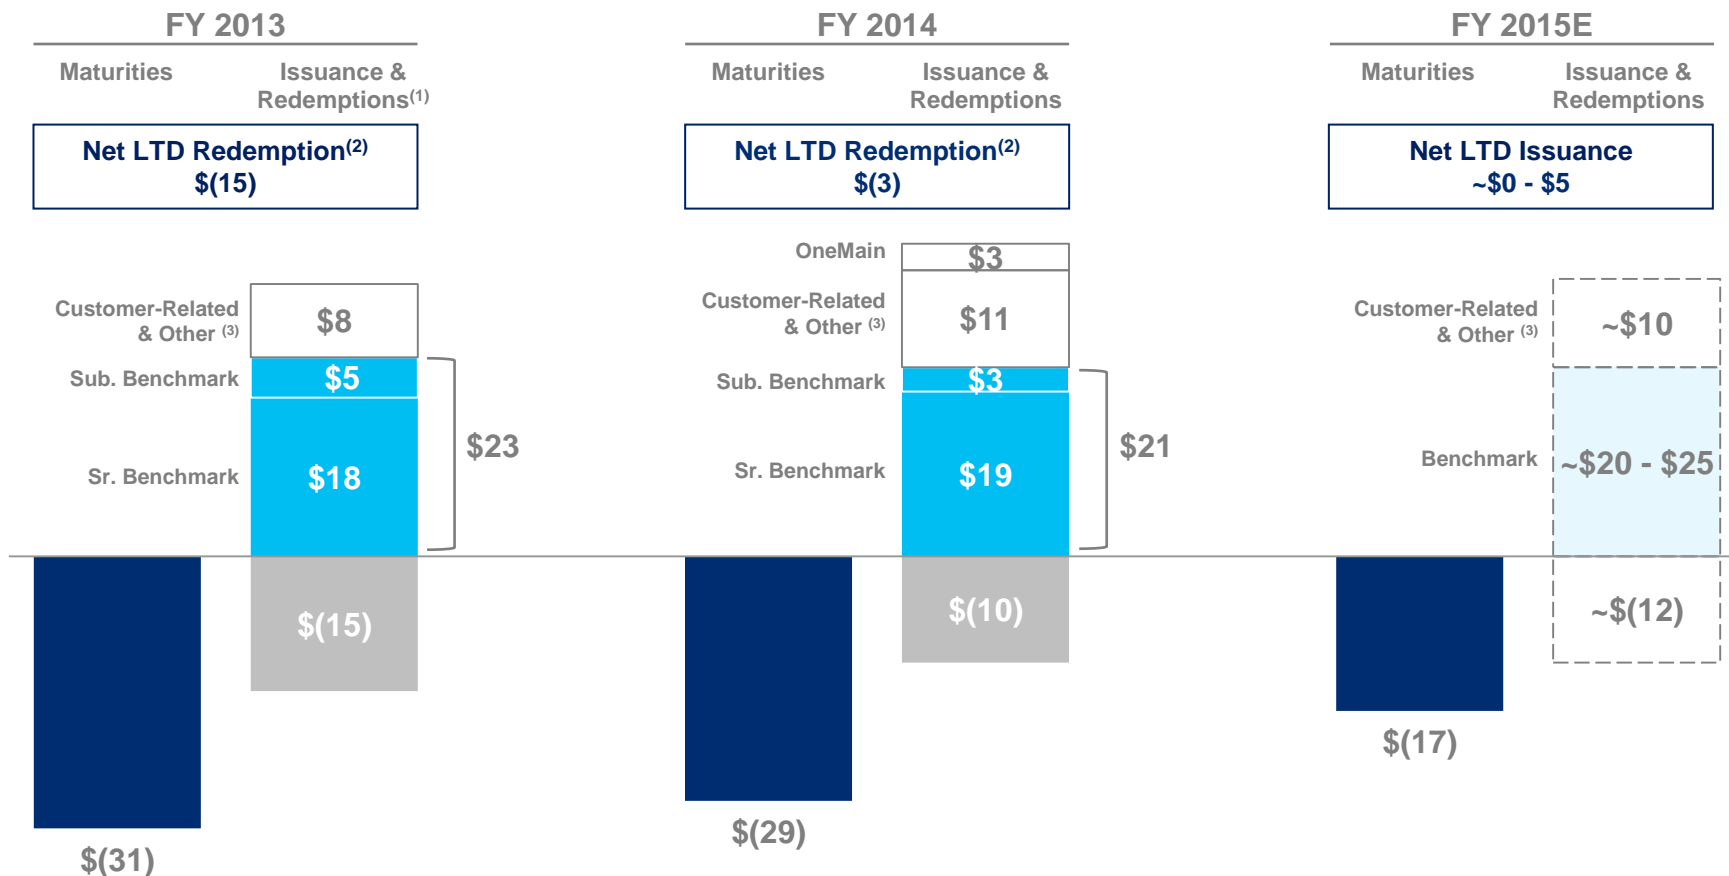 FY 2013
Maturities
Issuance &
Redemptions(1)
Net LTD Redemption(2)
$(15)
Customer-Related
& Other (3)
$8
Sub. Benchmark
$5
Sr. Benchmark
$18
$23
$(15)
$(31)
FY 2014
Maturities
Issuance &
Redemptions
Net LTD Redemption(2)
$(3)
OneMain
$3
Customer-Related
& Other (3)
$11
Sub. Benchmark
$3
Sr. Benchmark
$19
$21
$(10)
$(29)
FY 2015E
Maturities
Issuance &
Redemptions
Net LTD Issuance
~$0 - $5
Customer-Related
& Other (3)
~$10
Benchmark
~$20 - $25
~$(12)
$(17)